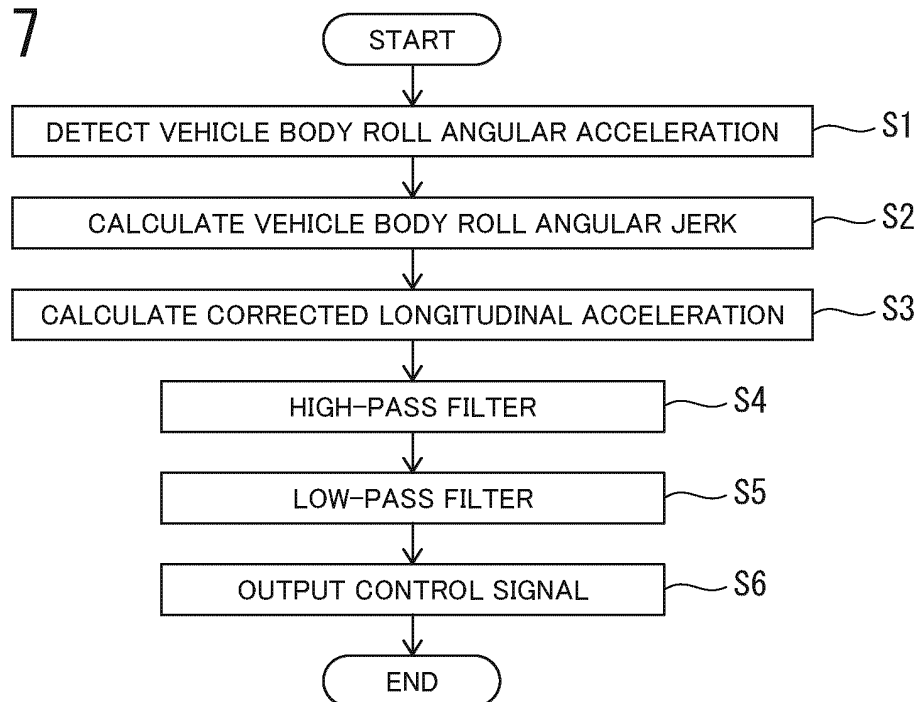 7
START
DETECT VEHICLE BODY ROLL ANGULAR ACCELERATION S1
CALCULATE VEHICLE BODY ROLL ANGULAR JERK S2
CALCULATE CORRECTED LONGITUDINAL ACCELERATION S3
HIGH-PASS FILTER S4
LOW-PASS FILTER S5
OUTPUT CONTROL SIGNAL S6
END